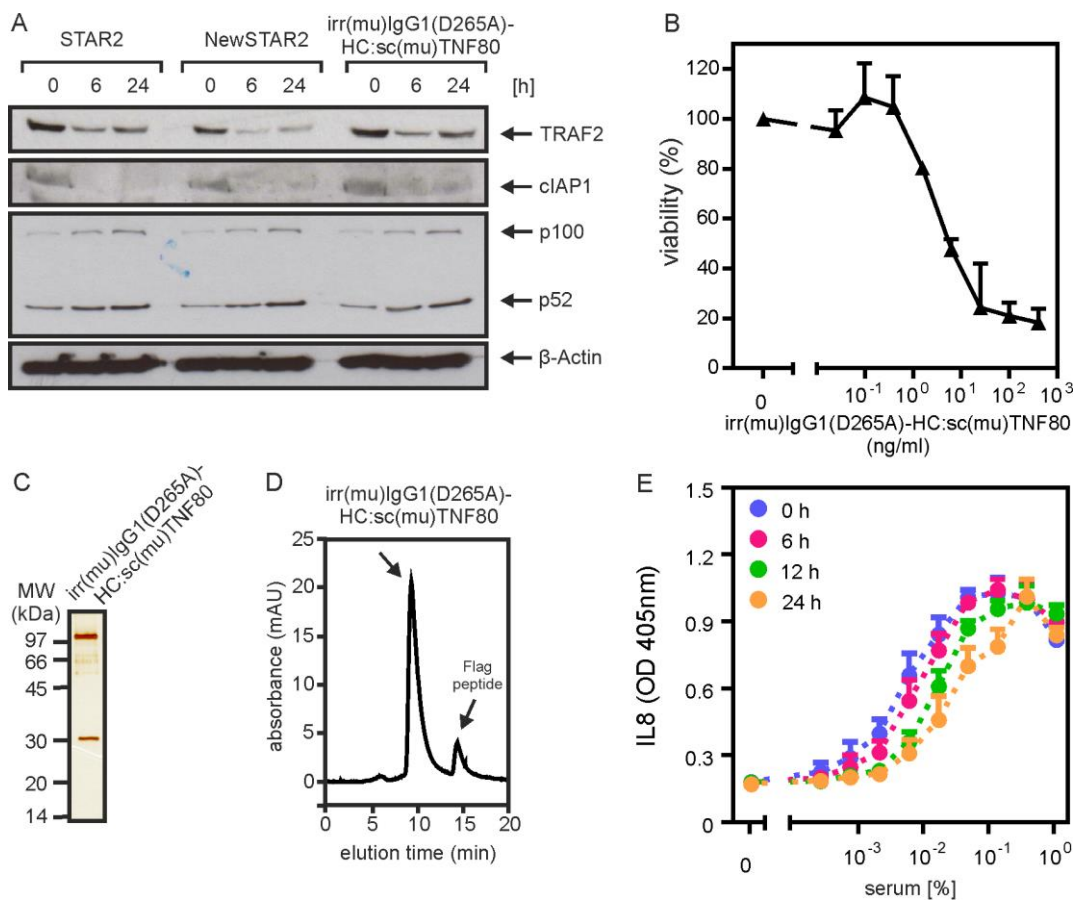 A
STAR2
NewSTAR2
irr(mu)IgG1(D265A)-
HC:sc(mu)TNF80
0 6 24 0 6 24 0 6 24 [h]
TRAF2
cIAP1
p100
p52
β-Actin
B
120
100
80
60
40
20
0
viability (%)
0 10-1 100 101 102 103
irr(mu)IgG1(D265A)-HC:sc(mu)TNF80
(ng/ml)
C
irr(mu)IgG1(D265A)-
HC:sc(mu)TNF80
MW
(kDa)
97
66
45
30
20
14
D
irr(mu)IgG1(D265A)-
HC:sc(mu)TNF80
25
20
15
10
5
0
absorbance (mAU)
Flag
peptide
0 5 10 15 20
elution time (min)
E
1.5
1.2
0.9
0.6
0.3
0
IL8 (OD 405nm)
0 h
6 h
12 h
24 h
0 10-3 10-2 10-1 100
serum [%]